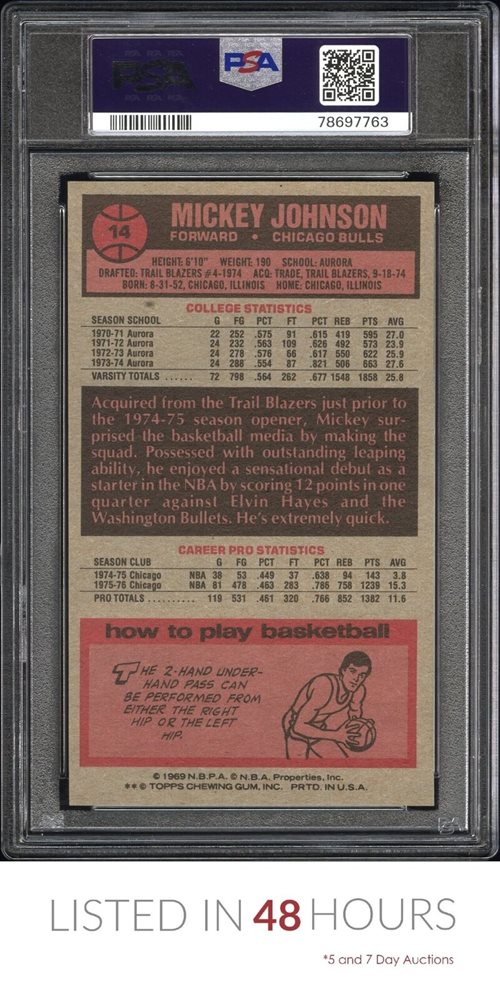 PSA
PSA
78697763
14
MICKEY JOHNSON
FORWARD • CHICAGO BULLS
HEIGHT: 6'10" WEIGHT: 190 SCHOOL: AURORA
DRAFTED: TRAIL BLAZERS #4-1974 ACQ: TRADE, TRAIL BLAZERS, 9-18-74
BORN: 8-31-52, CHICAGO, ILLINOIS HOME: CHICAGO, ILLINOIS
COLLEGE STATISTICS
SEASON SCHOOL G FG PCT FT PCT REB PTS AVG
1970-71 Aurora 22 252 .575 91 .615 419 595 27.0
1971-72 Aurora 24 232 .563 109 .626 492 573 23.9
1972-73 Aurora 24 278 .576 66 .617 550 622 25.9
1973-74 Aurora 24 288 .554 87 .821 506 663 27.6
VARSITY TOTALS ...... 72 798 .564 262 .677 1548 1858 25.8
Acquired from the Trail Blazers just prior to
the 1974-75 season opener, Mickey sur-
prised the basketball media by making the
squad. Possessed with outstanding leaping
ability, he enjoyed a sensational debut as a
starter in the NBA by scoring 12 points in one
quarter against Elvin Hayes and the
Washington Bullets. He's extremely quick.
CAREER PRO STATISTICS
SEASON CLUB G FG PCT FT PCT REB PTS AVG
1974-75 Chicago NBA 38 53 .449 37 .638 94 143 3.8
1975-76 Chicago NBA 81 478 .463 283 .786 758 1239 15.3
PRO TOTALS .......... 119 531 .461 320 .766 852 1382 11.6
how to play basketball
THE 2-HAND UNDER-
HAND PASS CAN
BE PERFORMED FROM
EITHER THE RIGHT
HIP OR THE LEFT
HIP.
© 1969 N.B.P.A. © N.B.A. Properties, Inc.
** © TOPPS CHEWING GUM, INC. PRTD. IN U.S.A.
LISTED IN 48 HOURS
*5 and 7 Day Auctions